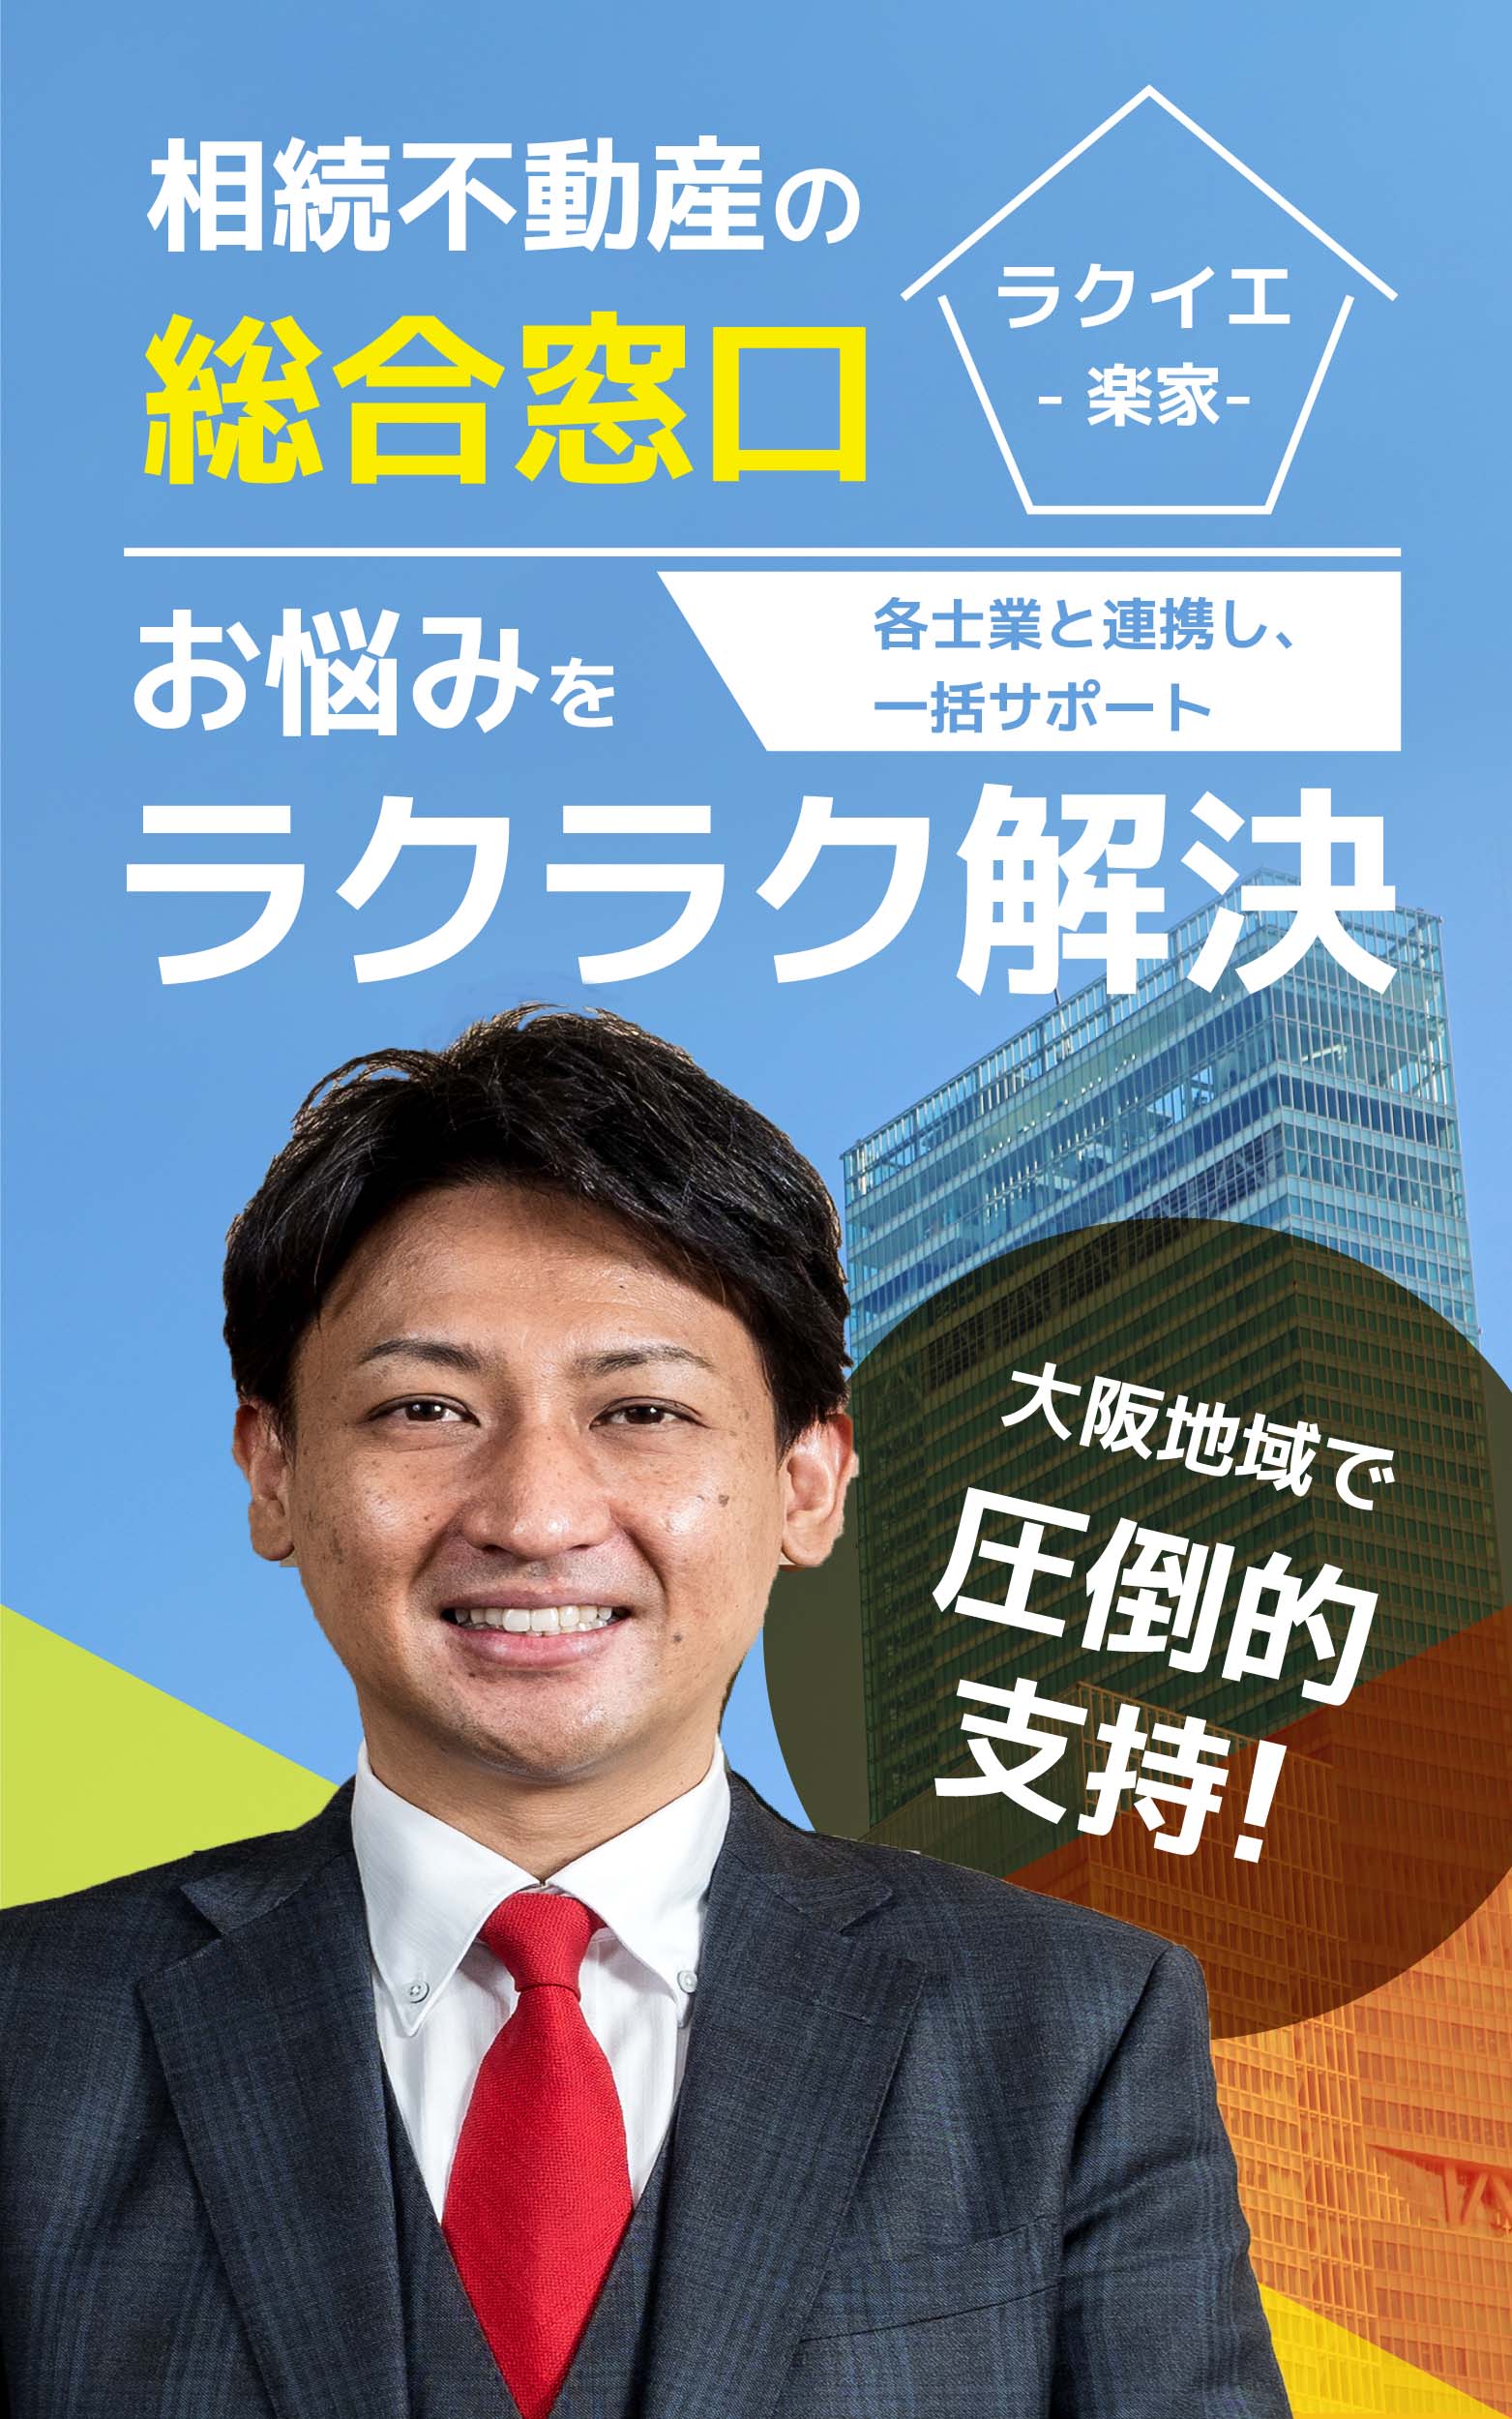 相続不動産の
総合窓口
ラクイエ
- 楽家-
お悩みを
各士業と連携し、
一括サポート
ラクラク解決
大阪地域で
圧倒的
支持!